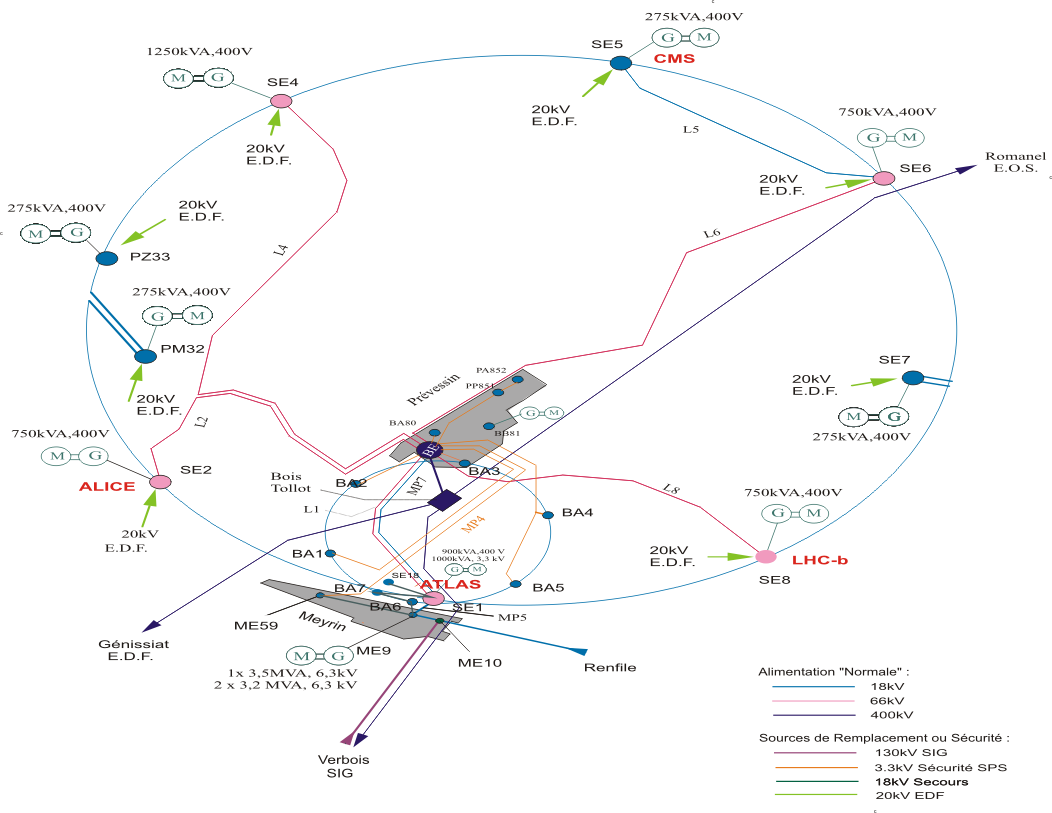 275kVA,400V
G M
SE5
CMS
1250kVA,400V
M G
SE4
20kV
E.D.F.
L5
750kVA,400V
G M
SE6
Romanel
E.O.S.
20kV
E.D.F.
20kV
E.D.F.
20kV
E.D.F.
275kVA,400V
M G
PZ33
L4
L6
275kVA,400V
G M
PM32
20kV
E.D.F.
SE7
20kV
E.D.F.
M G
275kVA,400V
Prévessin
PA852
PP851
BA80
G M
BB81
BE
L2
750kVA,400V
M G
SE2
ALICE
20kV
E.D.F.
BA3
BA2
Bois
Tollot
L1
MP7
MP4
L8
BA4
750kVA,400V
G M
20kV
E.D.F.
LHC-b
SE8
BA1
900kVA,400 V
1000kVA, 3,3 kV
G M
SE18
ATLAS
BA7
BA5
BA6
SE1
MP5
ME59
Meyrin
ME9
ME10
M G
1x 3,5MVA, 6,3kV
2 x 3,2 MVA, 6,3 kV
Renfile
Génissiat
E.D.F.
Verbois
SIG
Alimentation "Normale" :
18kV
66kV
400kV
Sources de Remplacement ou Sécurité :
130kV SIG
3.3kV Sécurité SPS
18kV Secours
20kV EDF